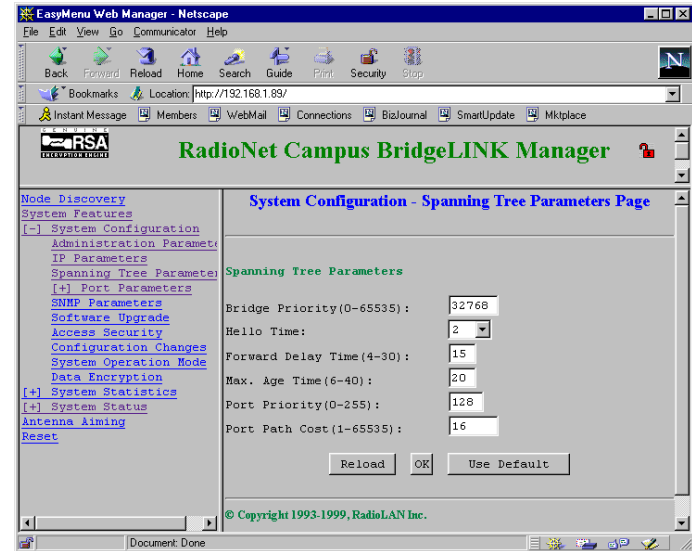 EasyMenu Web Manager - Netscape
File Edit View Go Communicator Help
Back Forward Reload Home Search Guide Print Security Stop
N
Bookmarks Location: http://192.168.1.89/
Instant Message Members WebMail Connections BizJournal SmartUpdate Mktplace
GENUINE
RSA
ENCRYPTION ENGINE
RadioNet Campus BridgeLINK Manager
Node Discovery
System Features
[-] System Configuration
Administration Paramete
IP Parameters
Spanning Tree Parameter
[+] Port Parameters
SNMP Parameters
Software Upgrade
Access Security
Configuration Changes
System Operation Mode
Data Encryption
[+] System Statistics
[+] System Status
Antenna Aiming
Reset
System Configuration - Spanning Tree Parameters Page
Spanning Tree Parameters
Bridge Priority(0-65535): 32768
Hello Time: 2
Forward Delay Time(4-30): 15
Max. Age Time(6-40): 20
Port Priority(0-255): 128
Port Path Cost(1-65535): 16
Reload OK Use Default
© Copyright 1993-1999, RadioLAN Inc.
Document: Done